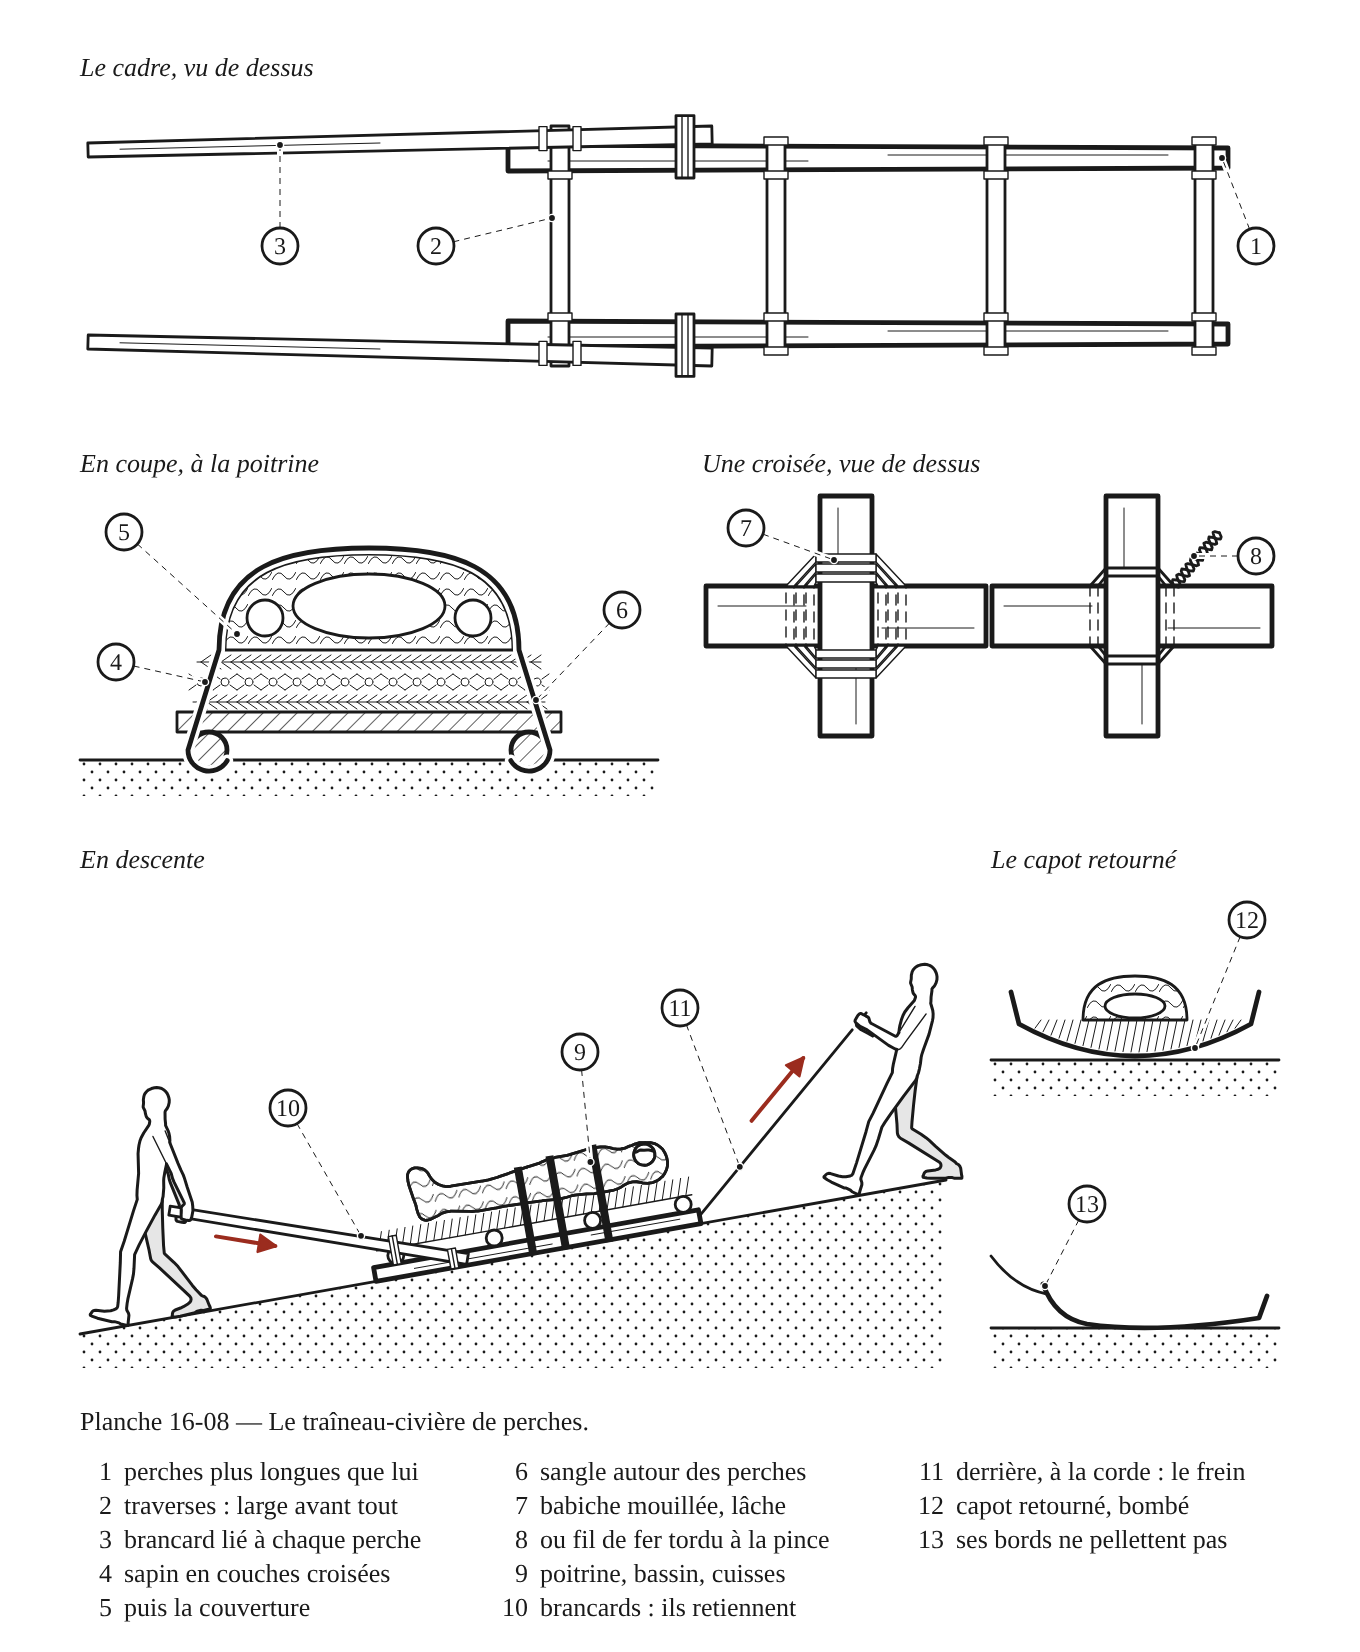 Le cadre, vu de dessus
3
2
1
En coupe, à la poitrine
Une croisée, vue de dessus
5
7
8
6
4
En descente
Le capot retourné
12
11
9
10
13
Planche 16-08 — Le traîneau-civière de perches.
1 perches plus longues que lui
2 traverses : large avant tout
3 brancard lié à chaque perche
4 sapin en couches croisées
5 puis la couverture
6 sangle autour des perches
7 babiche mouillée, lâche
8 ou fil de fer tordu à la pince
9 poitrine, bassin, cuisses
10 brancards : ils retiennent
11 derrière, à la corde : le frein
12 capot retourné, bombé
13 ses bords ne pellettent pas